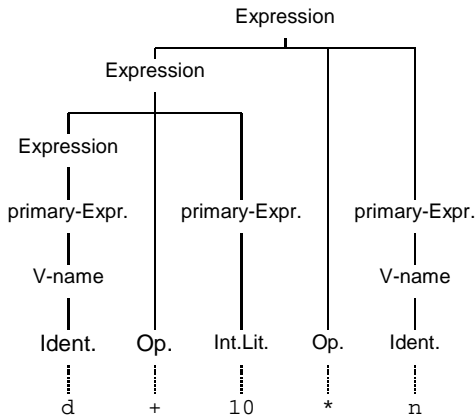 Expression
Expression
Expression
primary-Expr. primary-Expr. primary-Expr.
V-name V-name
Ident. Op. Int.Lit. Op. Ident.
d + 10 * n